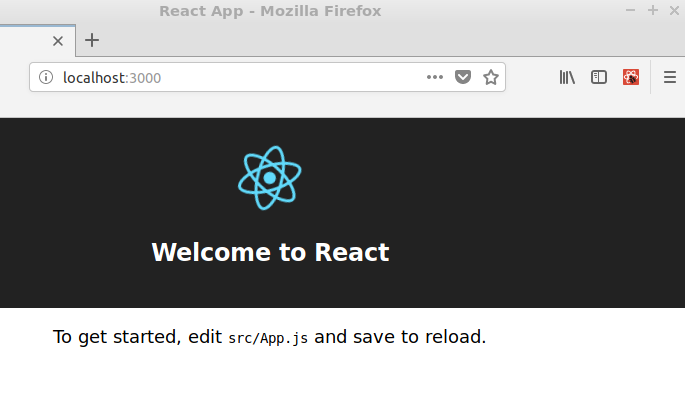 React App - Mozilla Firefox
localhost:3000
Welcome to React
To get started, edit src/App.js and save to reload.